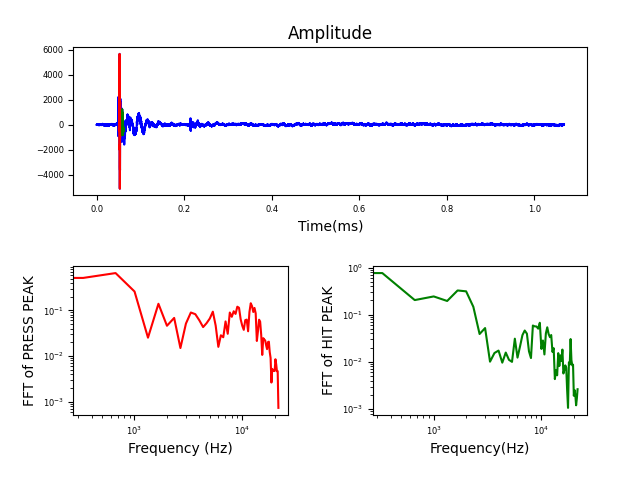 Amplitude
6000
4000
2000
0
−2000
−4000
0.0 0.2 0.4 0.6 0.8 1.0
Time(ms)
FFT of PRESS PEAK
10⁻¹
10⁻²
10⁻³
10³ 10⁴
Frequency (Hz)
FFT of HIT PEAK
10⁰
10⁻¹
10⁻²
10⁻³
10³ 10⁴
Frequency(Hz)